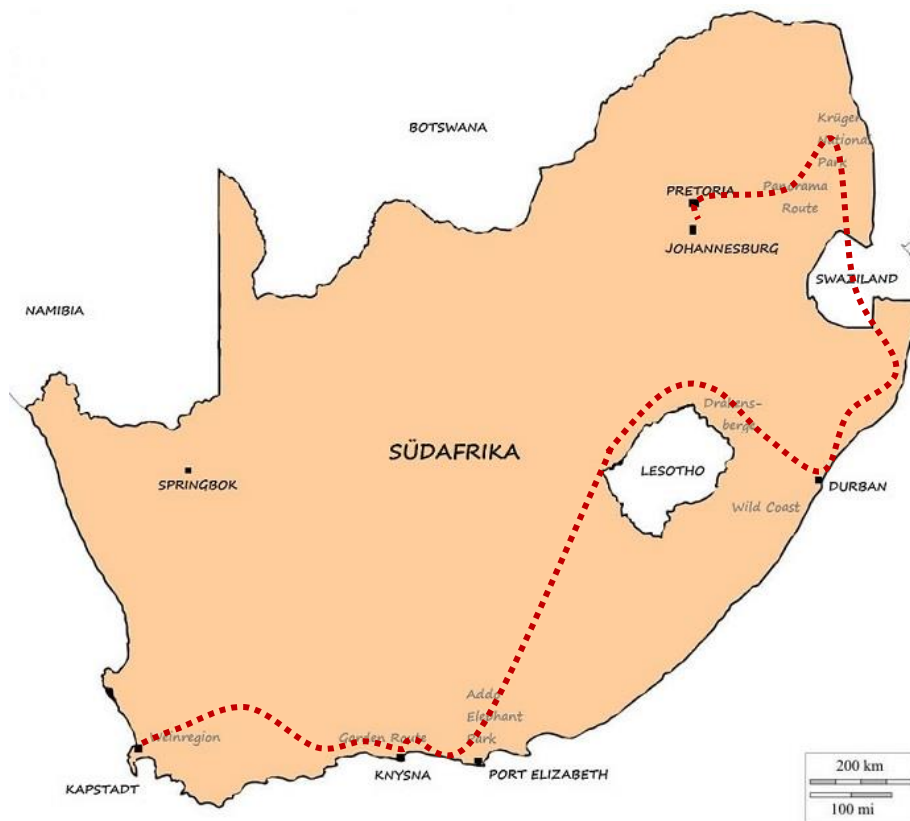 BOTSWANA
Krüger
National
Park
PRETORIA
Panorama
Route
JOHANNESBURG
SWAZILAND
NAMIBIA
Drakens-
berge
SÜDAFRIKA
LESOTHO
SPRINGBOK
DURBAN
Wild Coast
Addo
Elephant
Park
Weinregion
Garden Route
KAPSTADT
KNYSNA
PORT ELIZABETH
200 km
100 mi